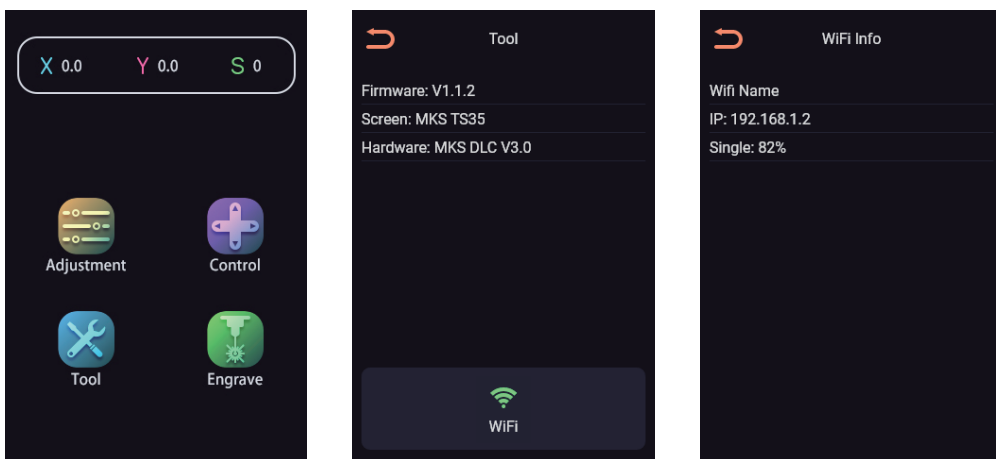 X 0.0 Y 0.0 S 0
Adjustment Control
Tool Engrave
Tool
Firmware: V1.1.2
Screen: MKS TS35
Hardware: MKS DLC V3.0
WiFi
WiFi Info
Wifi Name
IP: 192.168.1.2
Single: 82%